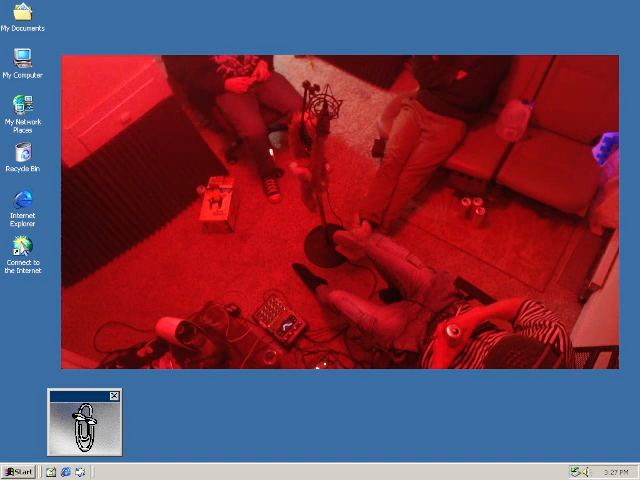 My Documents
My Computer
My Network
Places
Recycle Bin
Internet
Explorer
Connect to
the Internet
Start
3:27 PM